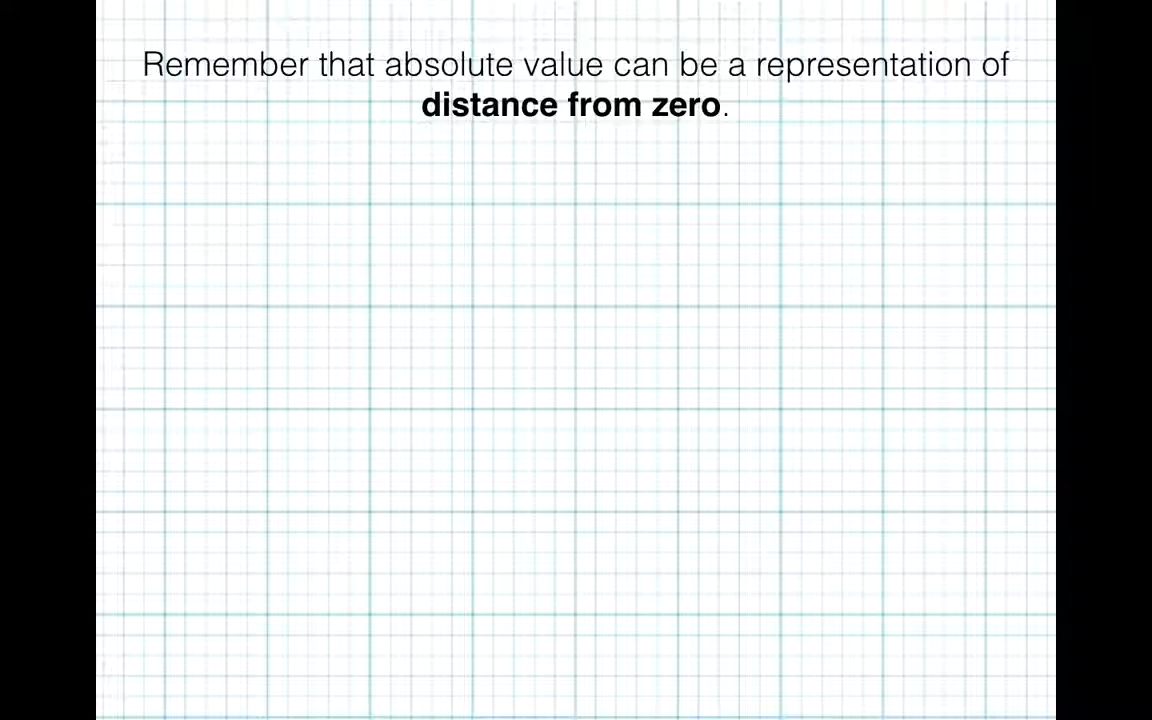 Remember that absolute value can be a representation of
distance from zero.